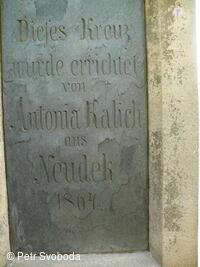 Dieses Kreuz
wurde errichtet
von
Antonia Kalich
aus
Neudek
1864
© Petr Svoboda